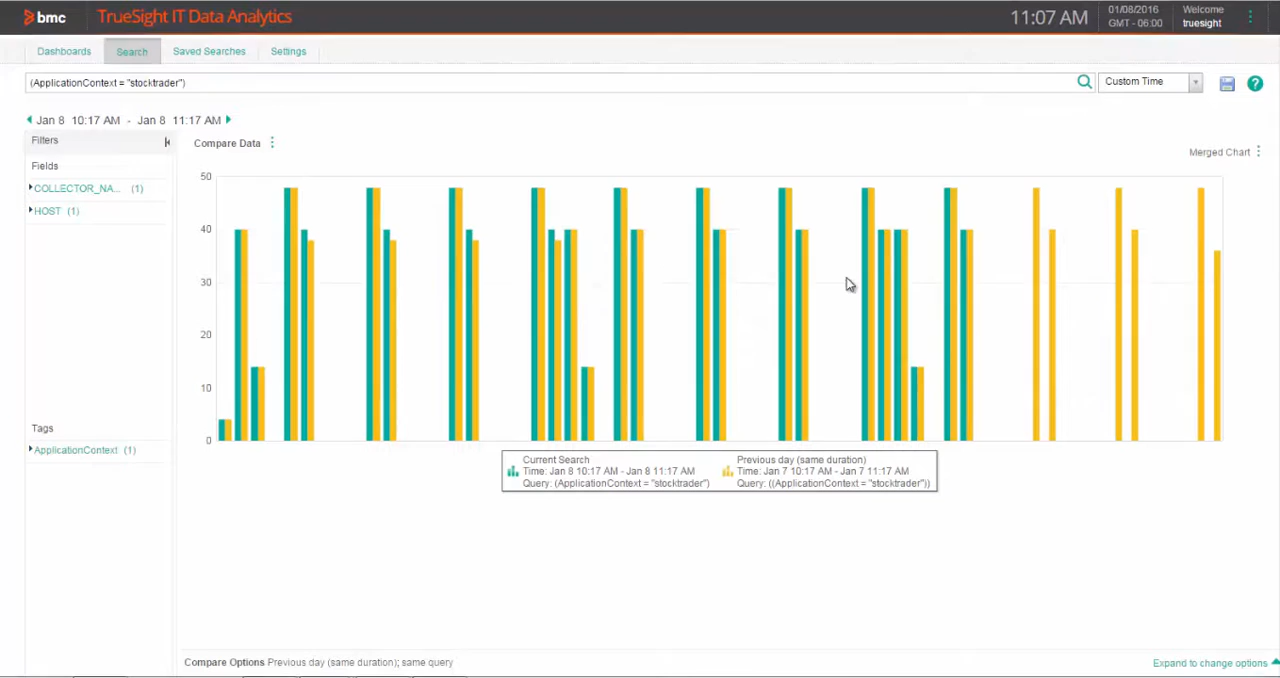 bmc TrueSight IT Data Analytics 11:07 AM 01/08/2016 GMT - 06:00 Welcome truesight
Dashboards Search Saved Searches Settings
(ApplicationContext = "stocktrader") Custom Time
Jan 8 10:17 AM - Jan 8 11:17 AM
Filters
Compare Data
Merged Chart
Fields
COLLECTOR_NA... (1)
HOST (1)
50
40
30
20
10
0
Tags
ApplicationContext (1)
Current Search
Time: Jan 8 10:17 AM - Jan 8 11:17 AM
Query: (ApplicationContext = "stocktrader")
Previous day (same duration)
Time: Jan 7 10:17 AM - Jan 7 11:17 AM
Query: ((ApplicationContext = "stocktrader"))
Compare Options Previous day (same duration); same query
Expand to change options